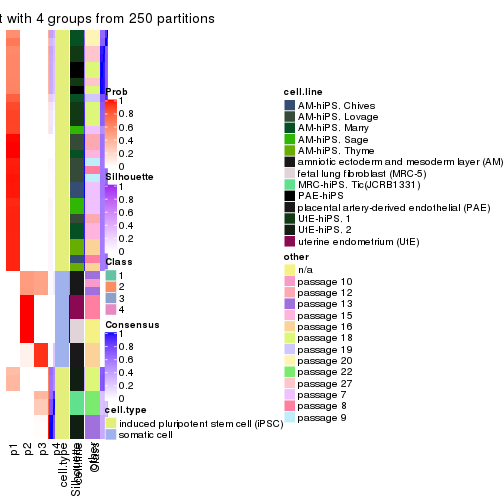 t with 4 groups from 250 partitions
Prob
1
0.8
0.6
0.4
0.2
0
Silhouette
1
0.8
0.6
0.4
0.2
0
Class
1
2
3
4
Consensus
1
0.8
0.6
0.4
0.2
0
cell.type
induced pluripotent stem cell (iPSC)
somatic cell
cell.line
AM-hiPS. Chives
AM-hiPS. Lovage
AM-hiPS. Marry
AM-hiPS. Sage
AM-hiPS. Thyme
amniotic ectoderm and mesoderm layer (AM)
fetal lung fibroblast (MRC-5)
MRC-hiPS. Tic(JCRB1331)
PAE-hiPS
placental artery-derived endothelial (PAE)
UtE-hiPS. 1
UtE-hiPS. 2
uterine endometrium (UtE)
other
n/a
passage 10
passage 12
passage 13
passage 15
passage 16
passage 18
passage 19
passage 20
passage 22
passage 27
passage 7
passage 8
passage 9
p1
p2
p3
p4
cell.type
Silhouette
other
Class